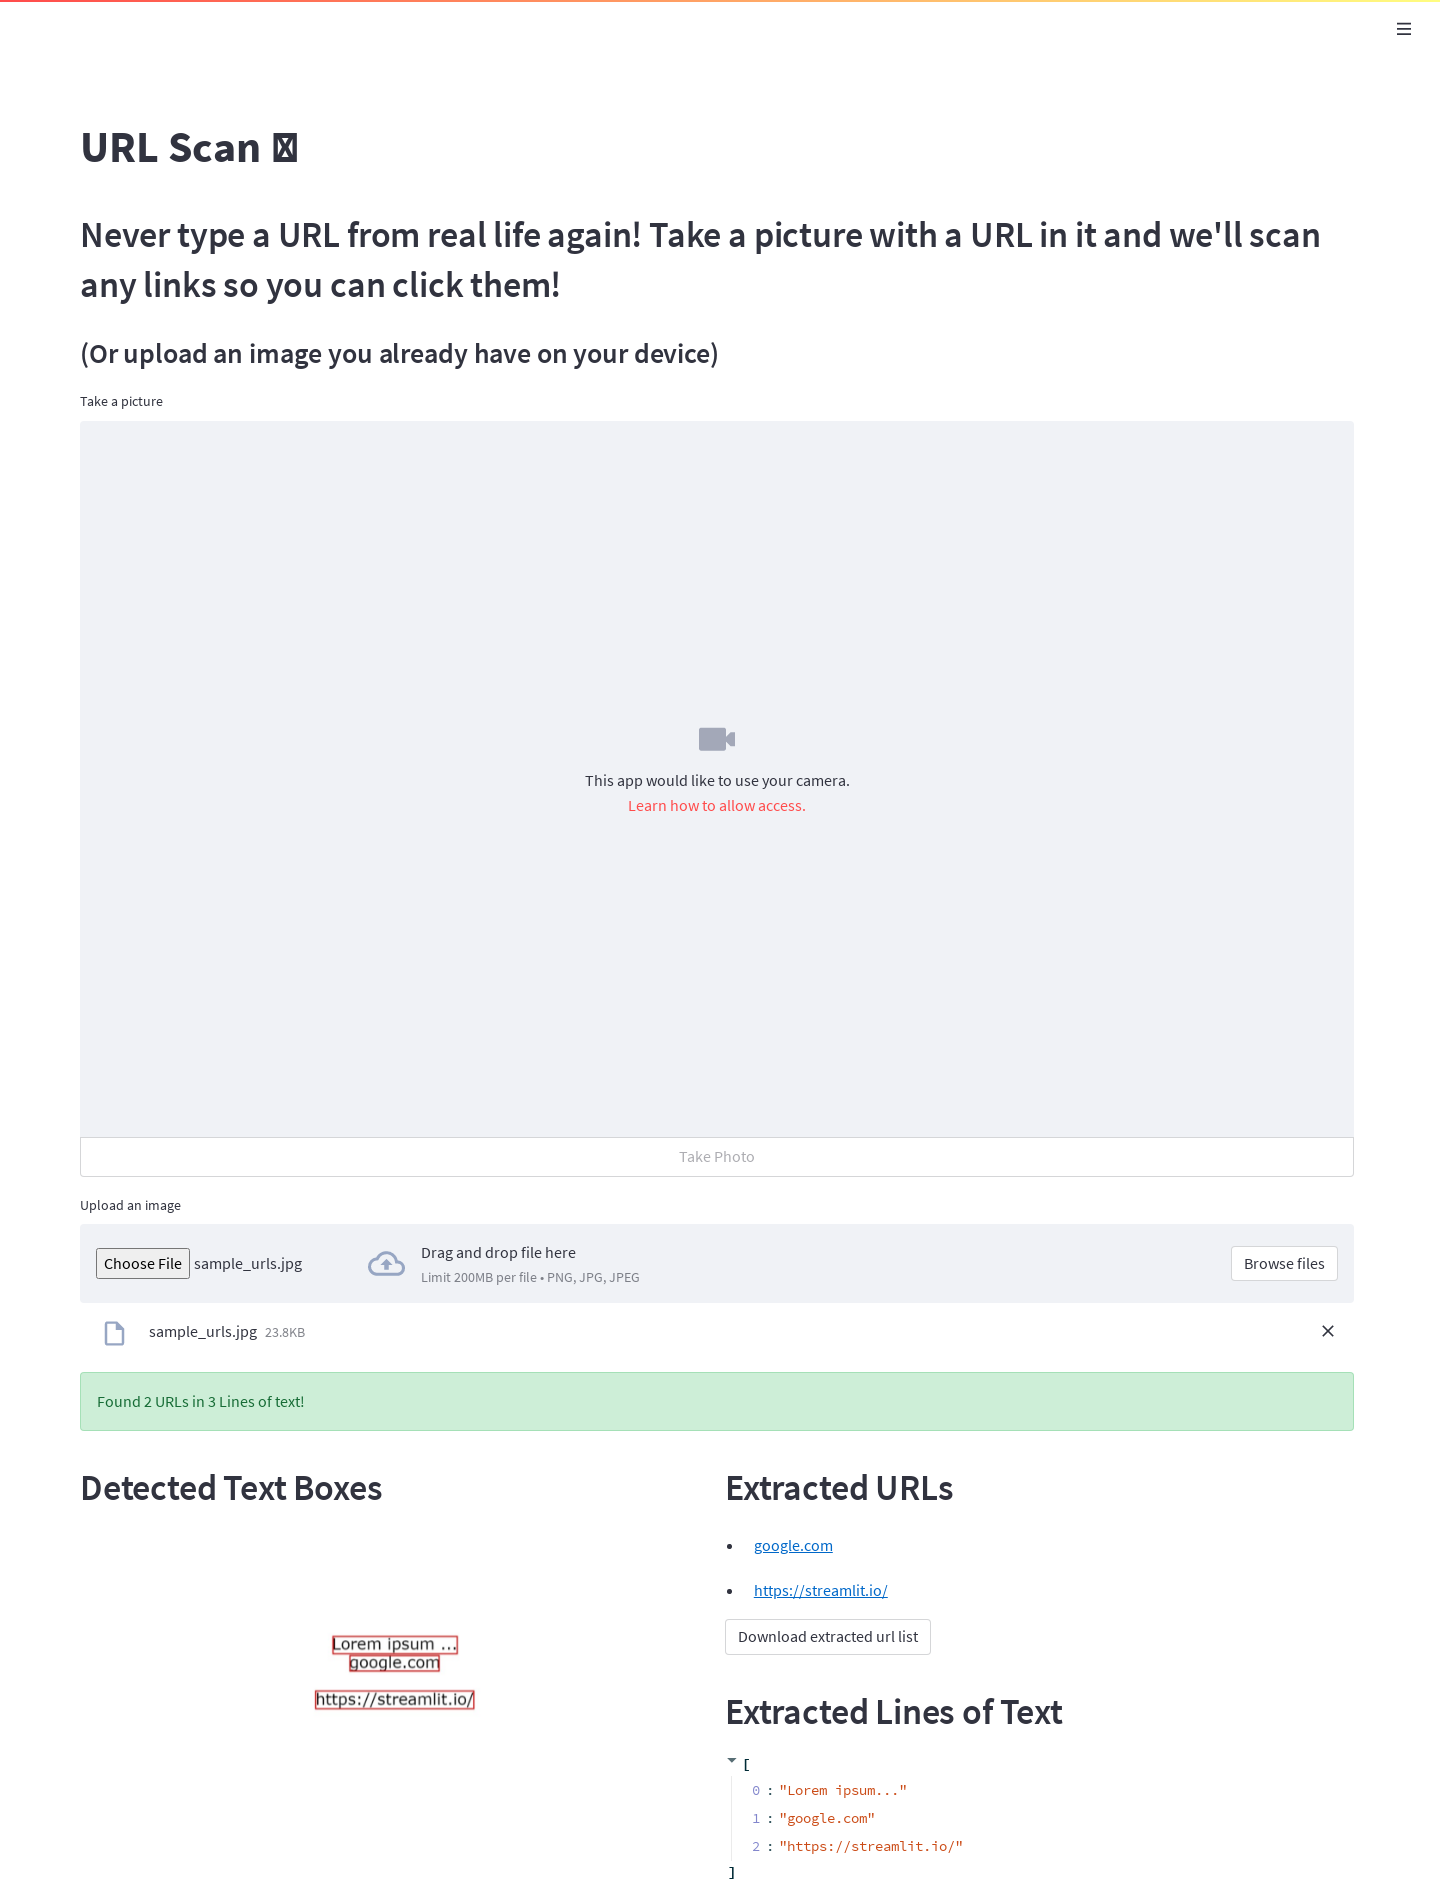 URL Scan
Never type a URL from real life again! Take a picture with a URL in it and we'll scan
any links so you can click them!
(Or upload an image you already have on your device)
Take a picture
This app would like to use your camera.
Learn how to allow access.
Take Photo
Upload an image
Choose File sample_urls.jpg
Drag and drop file here
Limit 200MB per file • PNG, JPG, JPEG
Browse files
sample_urls.jpg 23.8KB
Found 2 URLs in 3 Lines of text!
Detected Text Boxes
Lorem ipsum ...
google.com
https://streamlit.io/
Extracted URLs
• google.com
• https://streamlit.io/
Download extracted url list
Extracted Lines of Text
[
0 : "Lorem ipsum..."
1 : "google.com"
2 : "https://streamlit.io/"
]